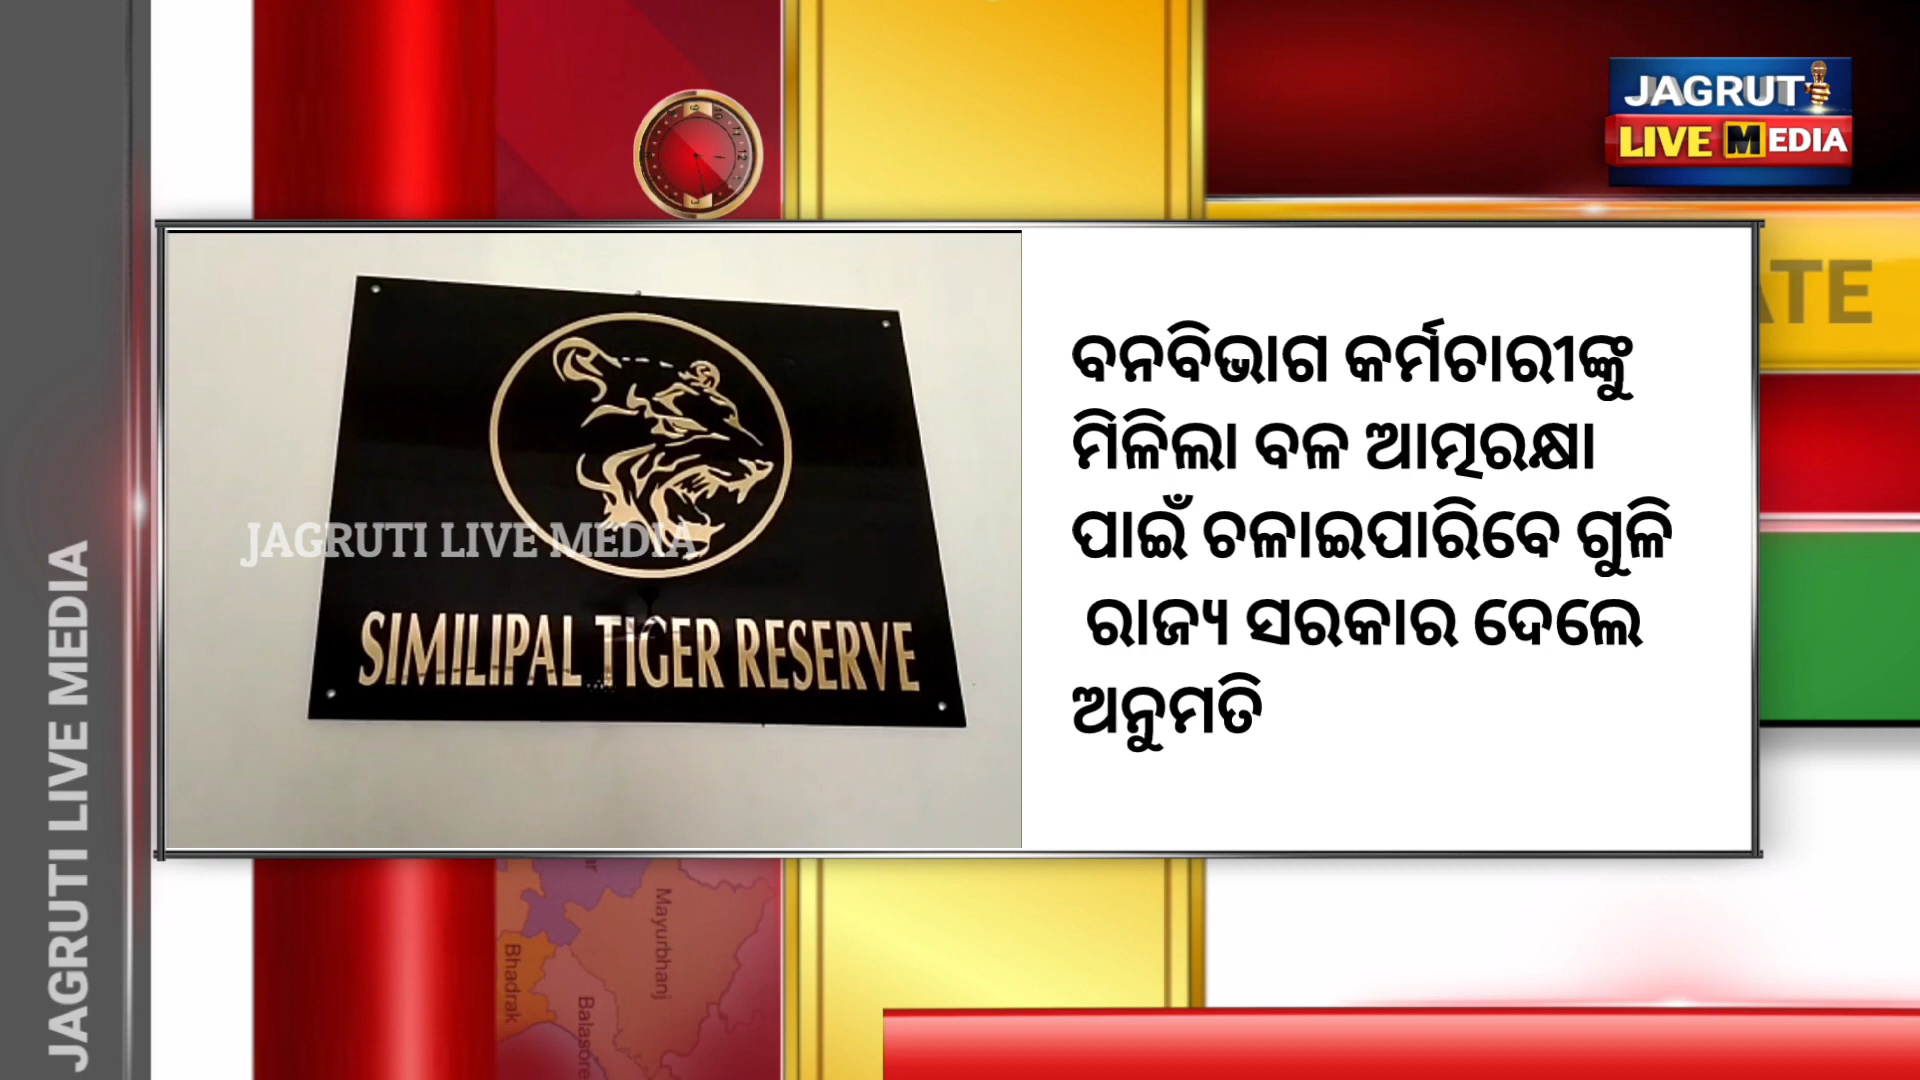 JAGRUTI
LIVE MEDIA
ATE
ବନବିଭାଗ କର୍ମଚାରୀଙ୍କୁ
ମିଳିଲା ବଳ ଆତ୍ମରକ୍ଷା
ପାଇଁ ଚଳାଇପାରିବେ ଗୁଳି
ରାଜ୍ୟ ସରକାର ଦେଲେ
ଅନୁମତି
JAGRUTI LIVE MEDIA
SIMILIPAL TIGER RESERVE
JAGRUTI LIVE MEDIA
Mayurbhanj
Bhadrak
Balasore